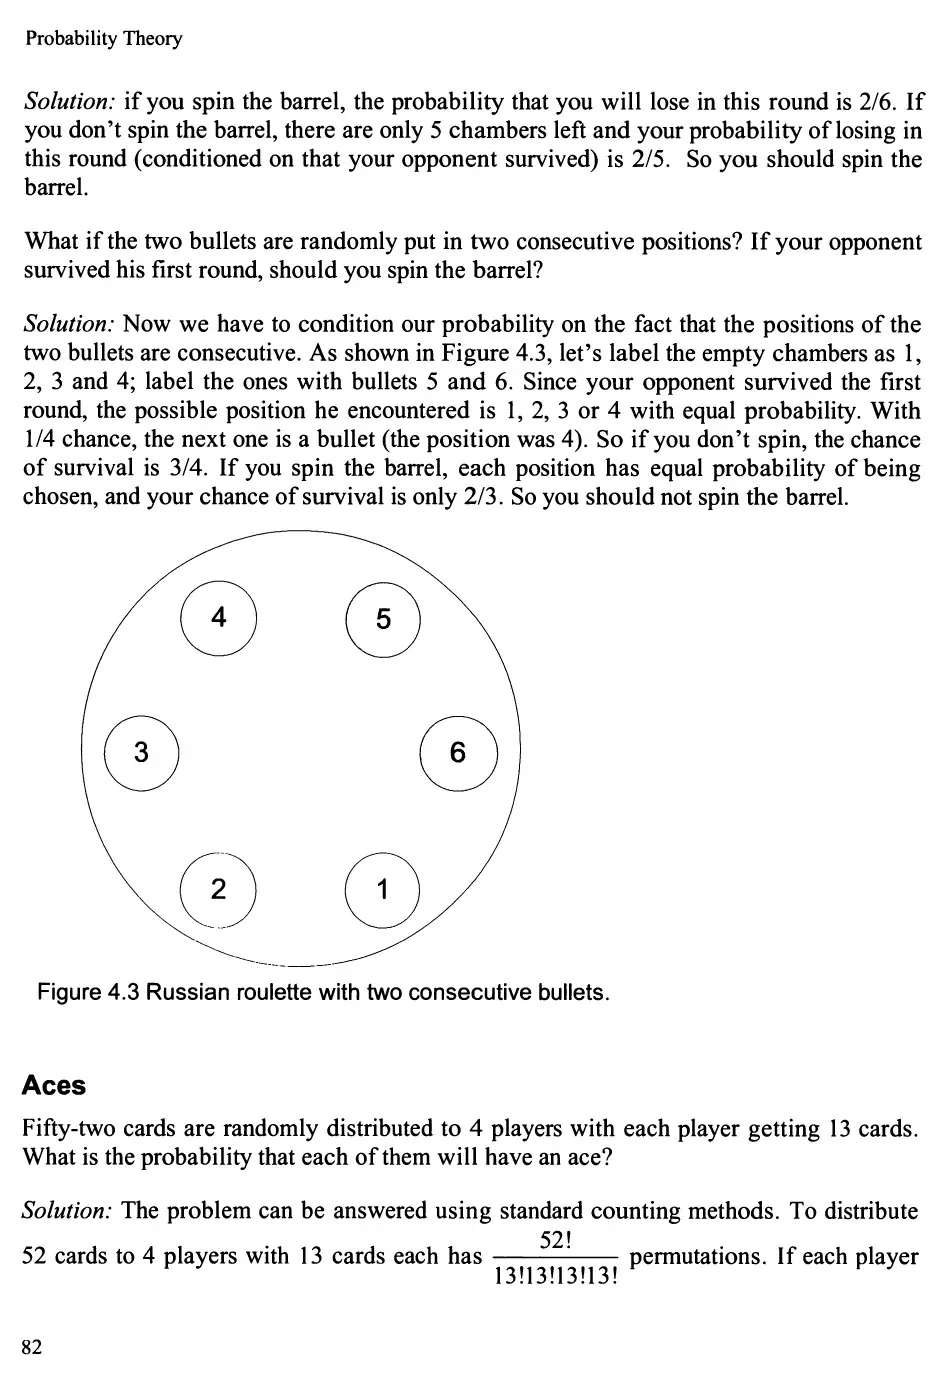 Probability Theory
Solution: if you spin the barrel, the probability that you will lose in this round is 2/6. If
you don't spin the barrel, there are only 5 chambers left and your probability of losing in
this round (conditioned on that your opponent survived) is 2/5. So you should spin the
barrel.
What if the two bullets are randomly put in two consecutive positions? If your opponent
survived his first round, should you spin the barrel?
Solution: Now we have to condition our probability on the fact that the positions of the
two bullets are consecutive. As shown in Figure 4.3, let's label the empty chambers as 1,
2, 3 and 4; label the ones with bullets 5 and 6. Since your opponent survived the first
round, the possible position he encountered is 1, 2, 3 or 4 with equal probability. With
1/4 chance, the next one is a bullet (the position was 4). So if you don't spin, the chance
of survival is 3/4. If you spin the barrel, each position has equal probability of being
chosen, and your chance of survival is only 2/3. So you should not spin the barrel.
4 5
3 6
2 1
Figure 4.3 Russian roulette with two consecutive bullets.
Aces
Fifty-two cards are randomly distributed to 4 players with each player getting 13 cards.
What is the probability that each of them will have an ace?
Solution: The problem can be answered using standard counting methods. To distribute
52 cards to 4 players with 13 cards each has 52!/13!13!13!13! permutations. If each player
82